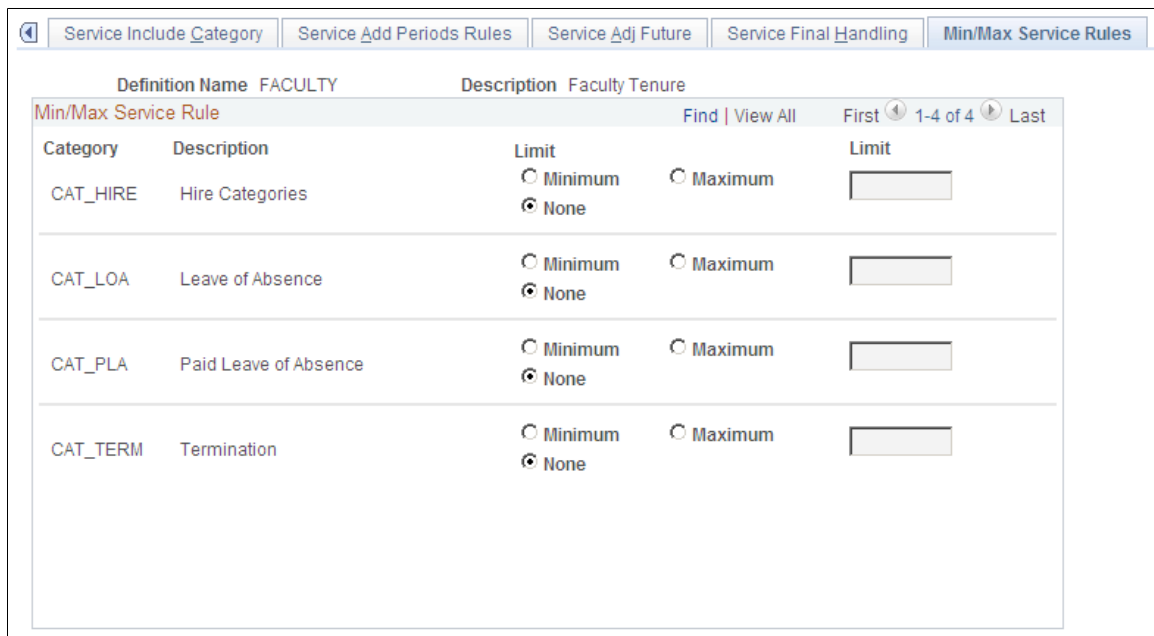 Service Include Category Service Add Periods Rules Service Adj Future Service Final Handling Min/Max Service Rules
Definition Name FACULTY Description Faculty Tenure
Min/Max Service Rule Find | View All First 1-4 of 4 Last
Category Description Limit Limit
Minimum Maximum
CAT_HIRE Hire Categories
None
Minimum Maximum
CAT_LOA Leave of Absence
None
Minimum Maximum
CAT_PLA Paid Leave of Absence
None
Minimum Maximum
CAT_TERM Termination
None